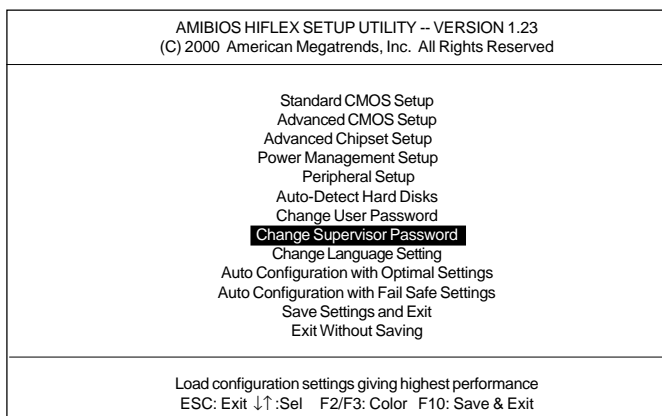 AMIBIOS HIFLEX SETUP UTILITY -- VERSION 1.23
(C) 2000 American Megatrends, Inc. All Rights Reserved
Standard CMOS Setup
Advanced CMOS Setup
Advanced Chipset Setup
Power Management Setup
Peripheral Setup
Auto-Detect Hard Disks
Change User Password
Change Supervisor Password
Change Language Setting
Auto Configuration with Optimal Settings
Auto Configuration with Fail Safe Settings
Save Settings and Exit
Exit Without Saving
Load configuration settings giving highest performance
ESC: Exit ↓↑ :Sel F2/F3: Color F10: Save & Exit